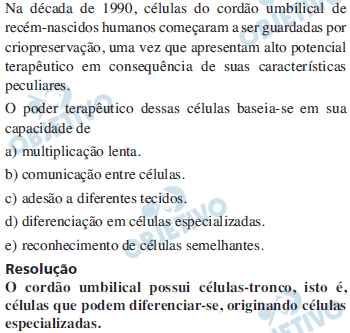 Na década de 1990, células do cordão umbilical de
recém-nascidos humanos começaram a ser guardadas por
criopreservação, uma vez que apresentam alto potencial
terapêutico em consequência de suas características
peculiares.
O poder terapêutico dessas células baseia-se em sua
capacidade de
a) multiplicação lenta.
b) comunicação entre células.
c) adesão a diferentes tecidos.
d) diferenciação em células especializadas.
e) reconhecimento de células semelhantes.
Resolução
O cordão umbilical possui células-tronco, isto é,
células que podem diferenciar-se, originando células
especializadas.
OBJETIVO
OBJETIVO
OBJETIVO
OBJETIVO